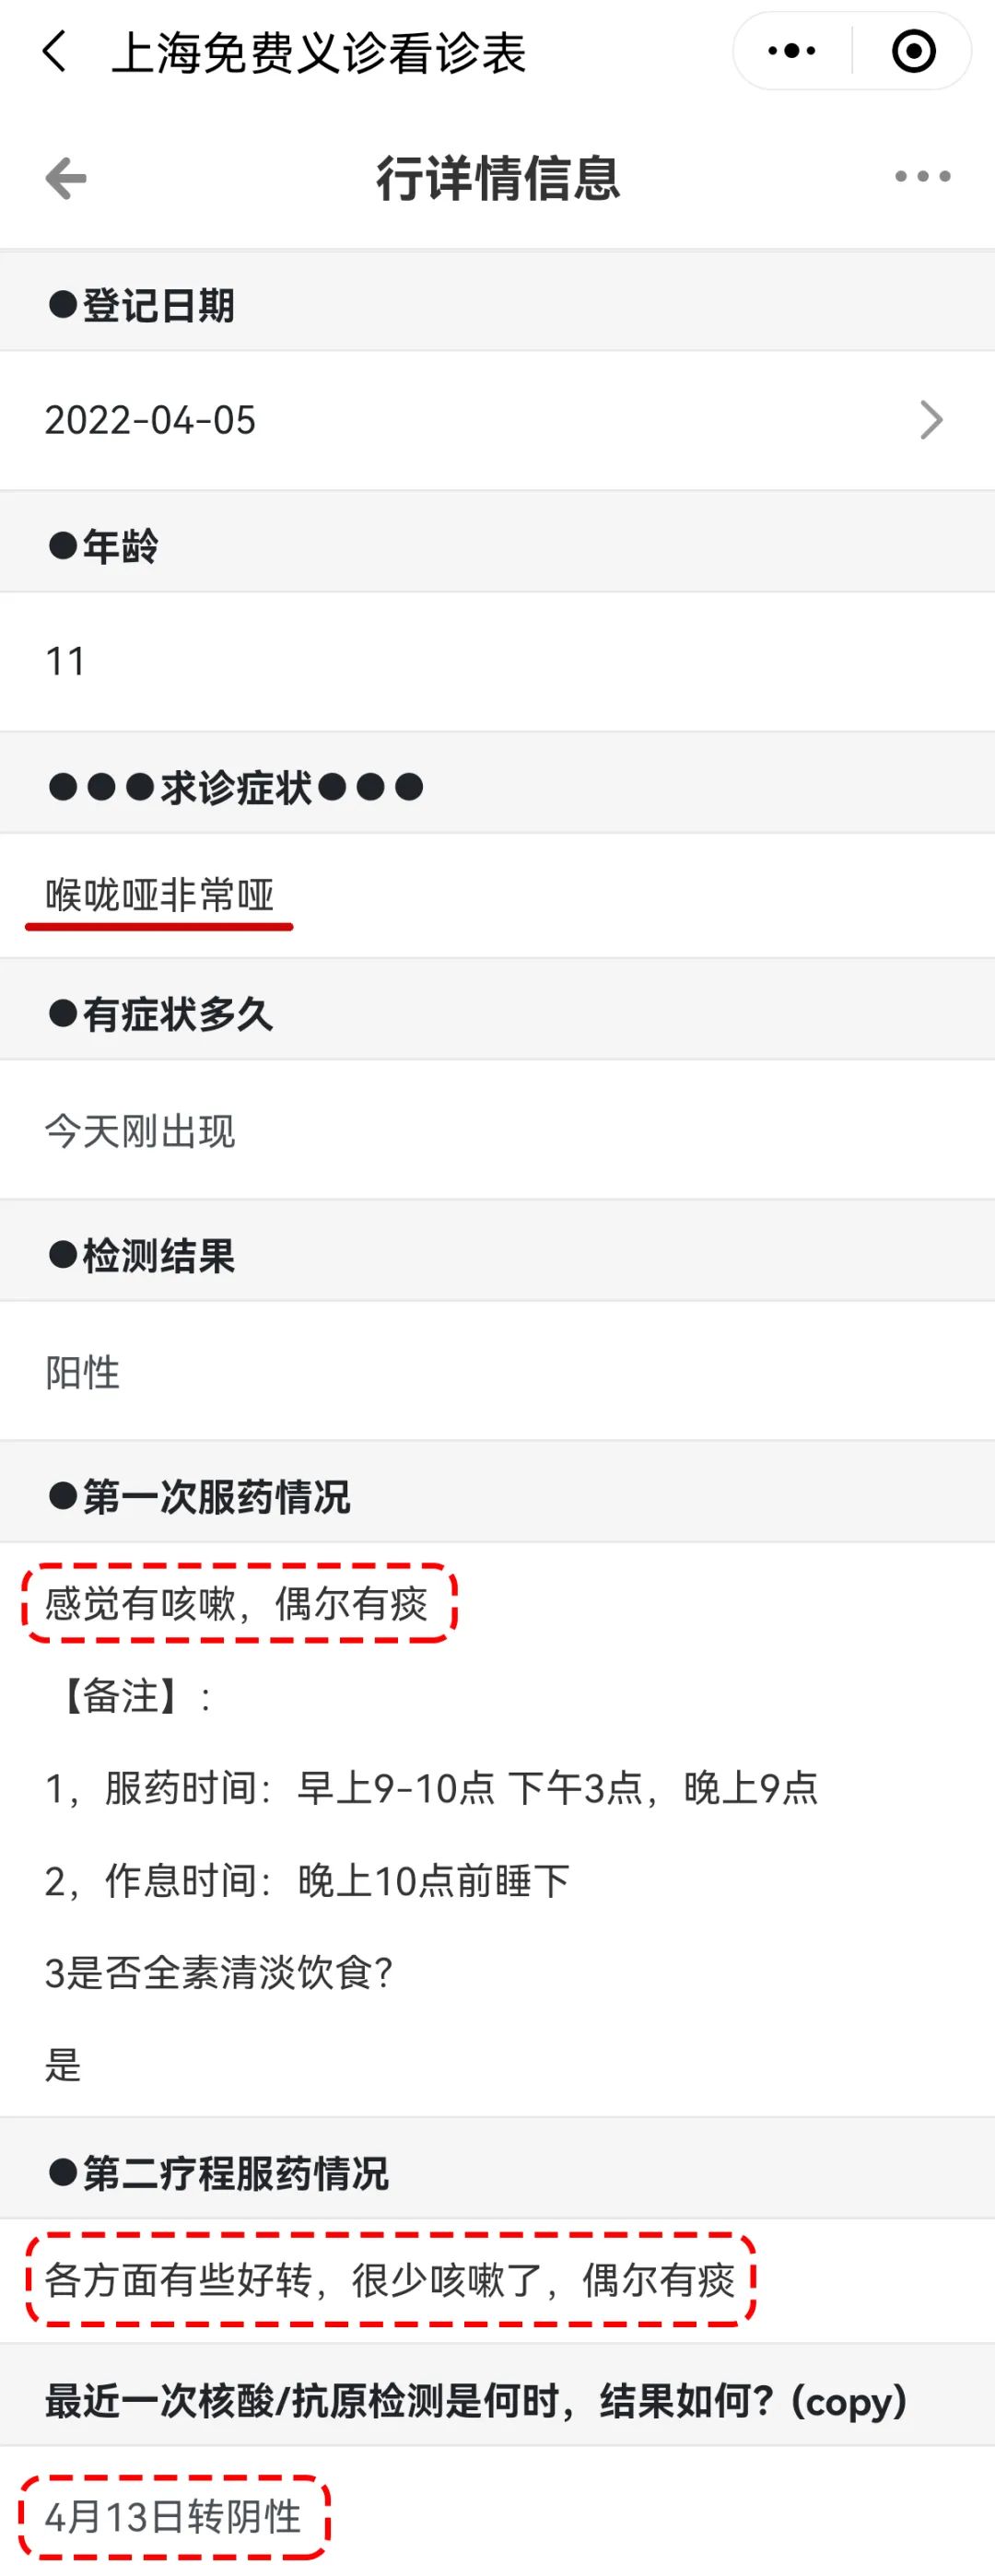 上海免费义诊看诊表
行详情信息
●登记日期
2022-04-05
●年龄
11
●●●求诊症状●●●
喉咙哑非常哑
●有症状多久
今天刚出现
●检测结果
阳性
●第一次服药情况
感觉有咳嗽，偶尔有痰
【备注】：
1，服药时间：早上9-10点 下午3点，晚上9点
2，作息时间：晚上10点前睡下
3是否全素清淡饮食？
是
●第二疗程服药情况
各方面有些好转，很少咳嗽了，偶尔有痰
最近一次核酸/抗原检测是何时，结果如何？(copy)
4月13日转阴性